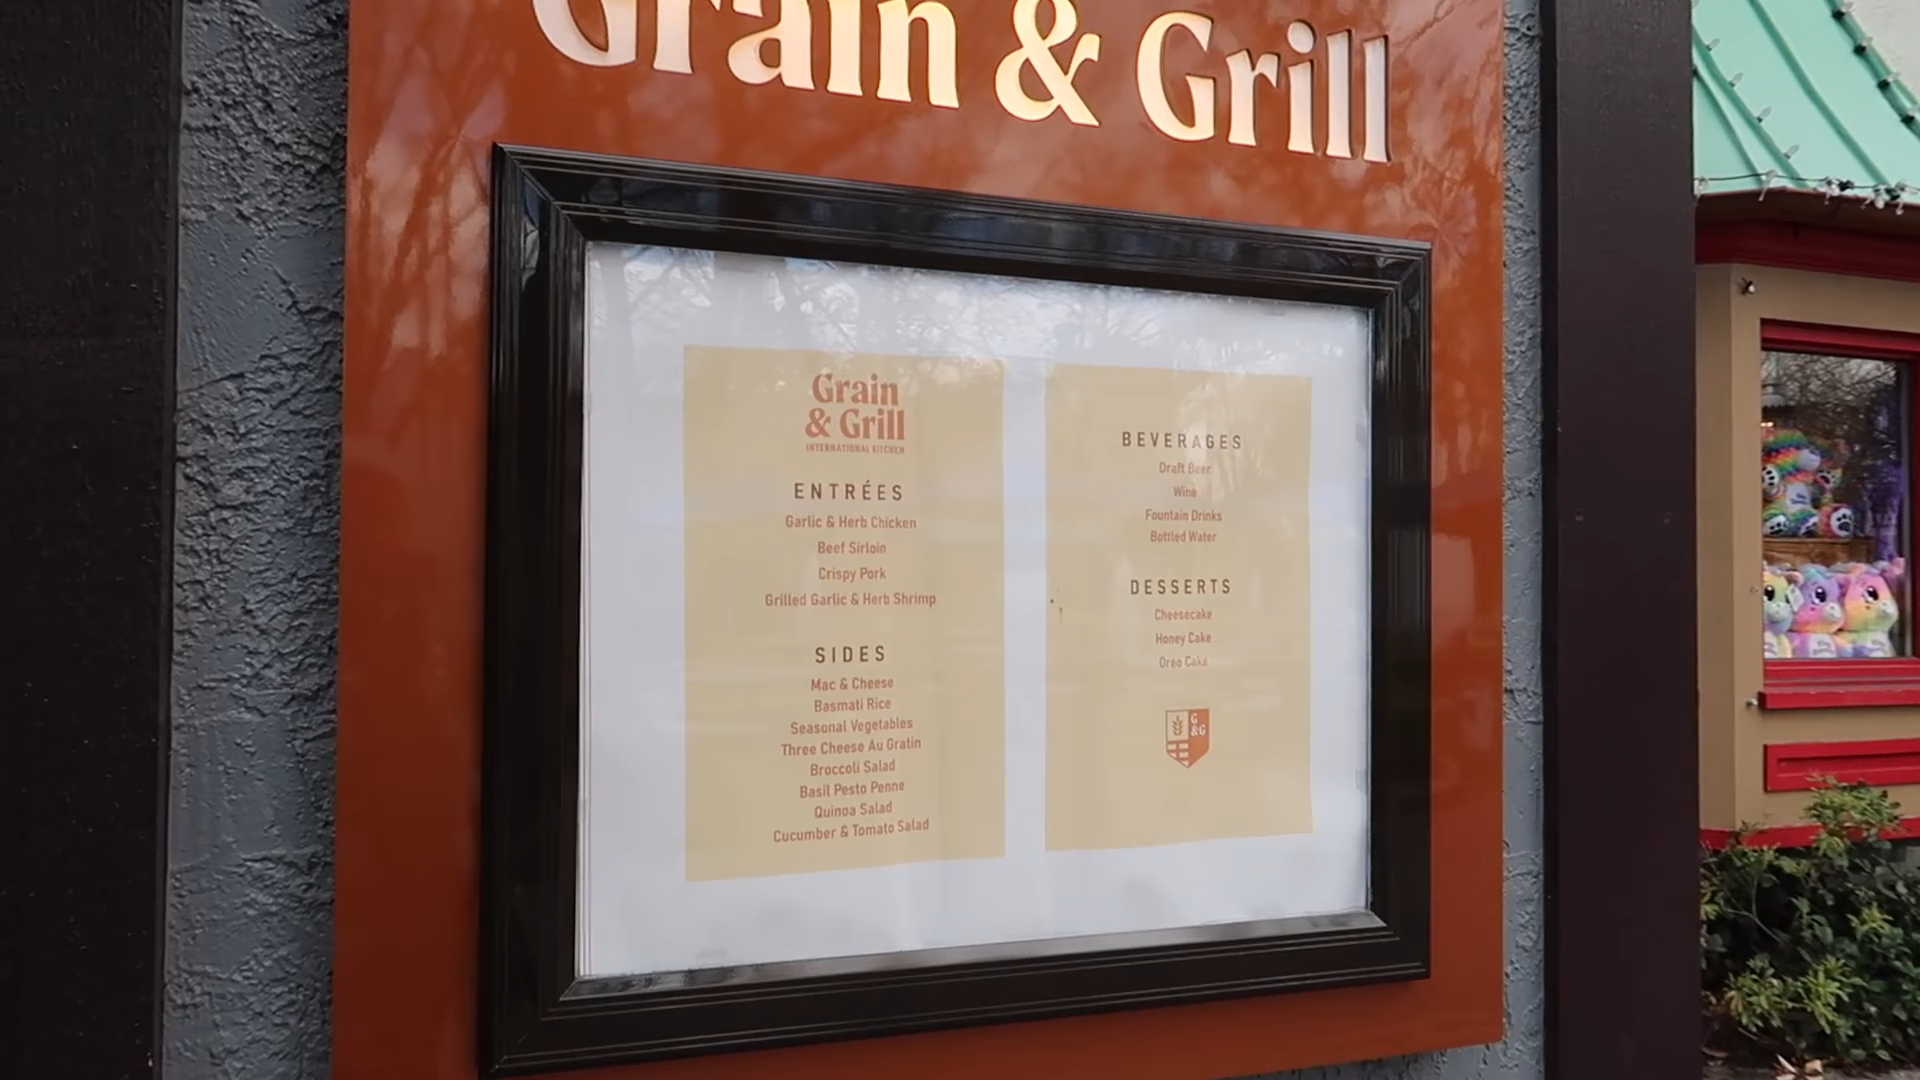 Grain & Grill
Grain
& Grill
INTERNATIONAL KITCHEN
ENTRÉES
Garlic & Herb Chicken
Beef Sirloin
Crispy Pork
Grilled Garlic & Herb Shrimp
SIDES
Mac & Cheese
Basmati Rice
Seasonal Vegetables
Three Cheese Au Gratin
Broccoli Salad
Basil Pesto Penne
Quinoa Salad
Cucumber & Tomato Salad
BEVERAGES
Draft Beer
Wine
Fountain Drinks
Bottled Water
DESSERTS
Cheesecake
Honey Cake
Oreo Cake
G
&G